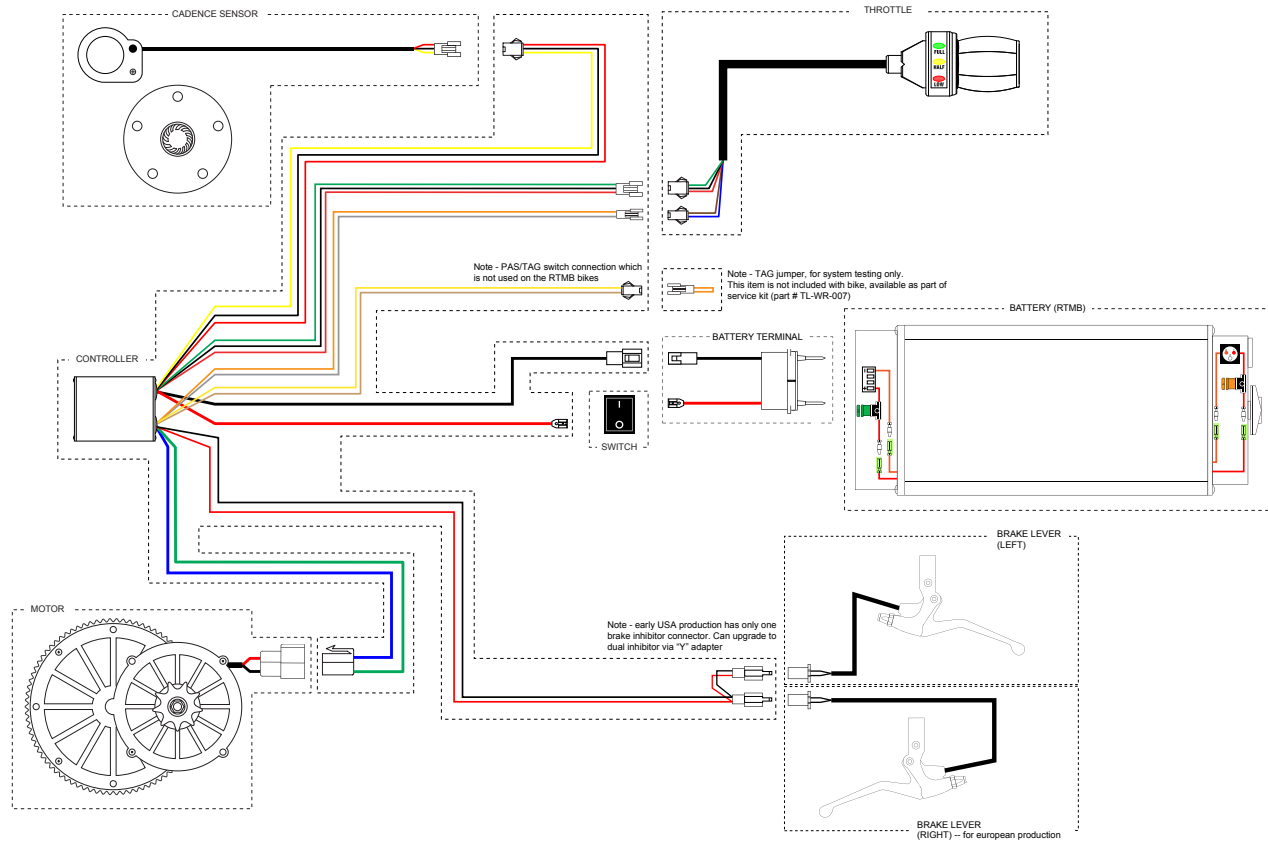 CADENCE SENSOR
THROTTLE
FULL
HALF
LOW
Note - PAS/TAG switch connection which
is not used on the RTMB bikes
Note - TAG jumper, for system testing only.
This item is not included with bike, available as part of
service kit (part # TL-WR-007)
BATTERY (RTMB)
BATTERY TERMINAL
CONTROLLER
I
O
SWITCH
BRAKE LEVER
(LEFT)
MOTOR
Note - early USA production has only one
brake inhibitor connector. Can upgrade to
dual inhibitor via “Y” adapter
BRAKE LEVER
(RIGHT) -- for european production